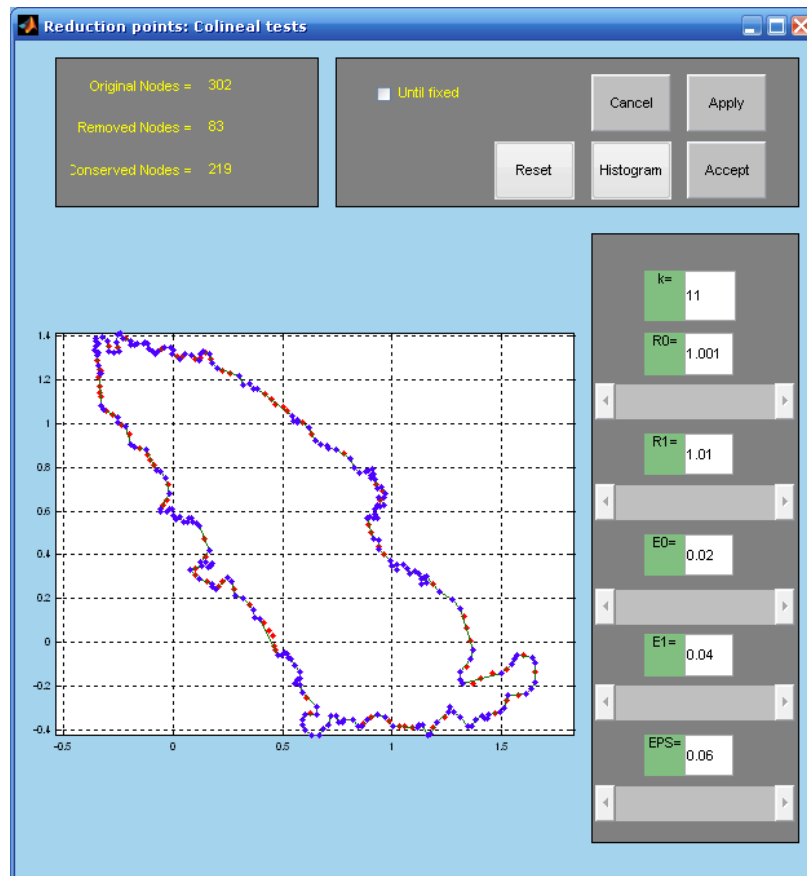 Reduction points: Colineal tests
Original Nodes = 302
Removed Nodes = 83
Conserved Nodes = 219
Until fixed
Cancel
Apply
Reset
Histogram
Accept
k=
11
R0=
1.001
R1=
1.01
E0=
0.02
E1=
0.04
EPS=
0.06
1.4
1.2
1
0.8
0.6
0.4
0.2
0
-0.2
-0.4
-0.5
0
0.5
1
1.5